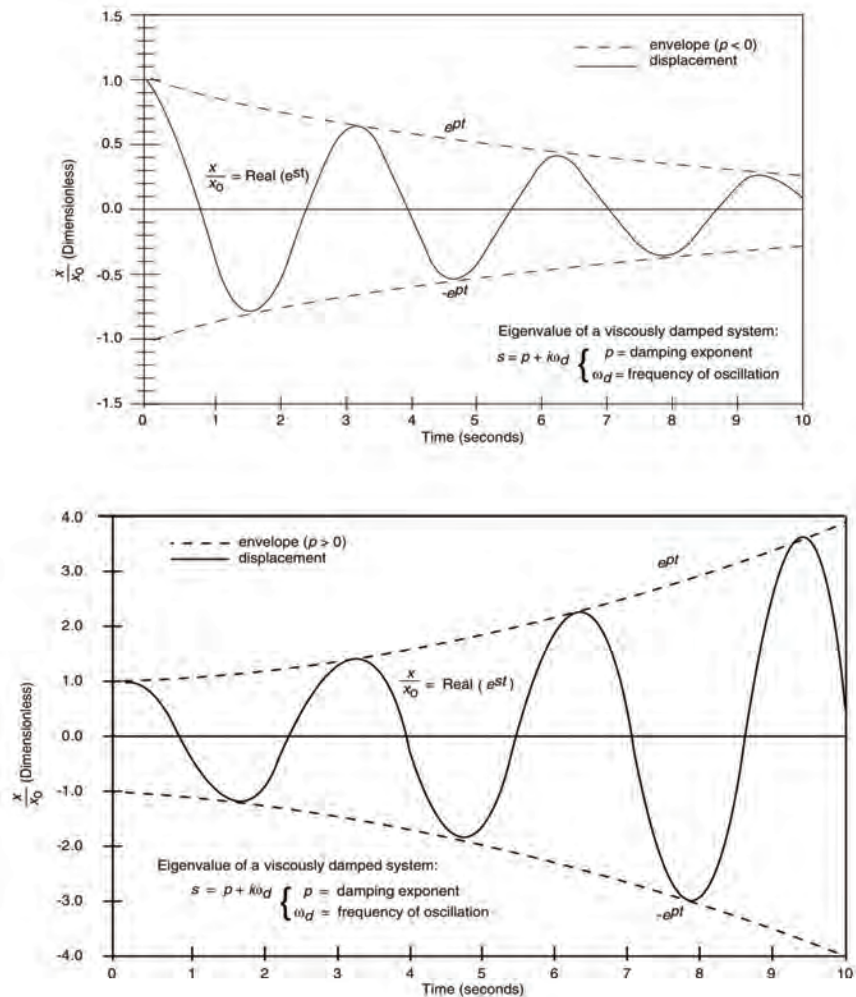 1.5
envelope (p < 0)
displacement
1.0
e^pt
0.5
x/x₀ = Real (e^st)
0.0
x/x₀ (Dimensionless)
-0.5
-e^pt
Eigenvalue of a viscously damped system:
-1.0
s = p + iω_d { p = damping exponent
ω_d = frequency of oscillation
-1.5
0 1 2 3 4 5 6 7 8 9 10
Time (seconds)
4.0
envelope (p > 0)
displacement
e^pt
3.0
2.0
x/x₀ = Real ( e^st )
1.0
x/x₀ (Dimensionless)
0.0
-1.0
-2.0
Eigenvalue of a viscously damped system:
s = p + iω_d { p = damping exponent
-3.0
ω_d = frequency of oscillation
-e^pt
-4.0
0 1 2 3 4 5 6 7 8 9 10
Time (seconds)